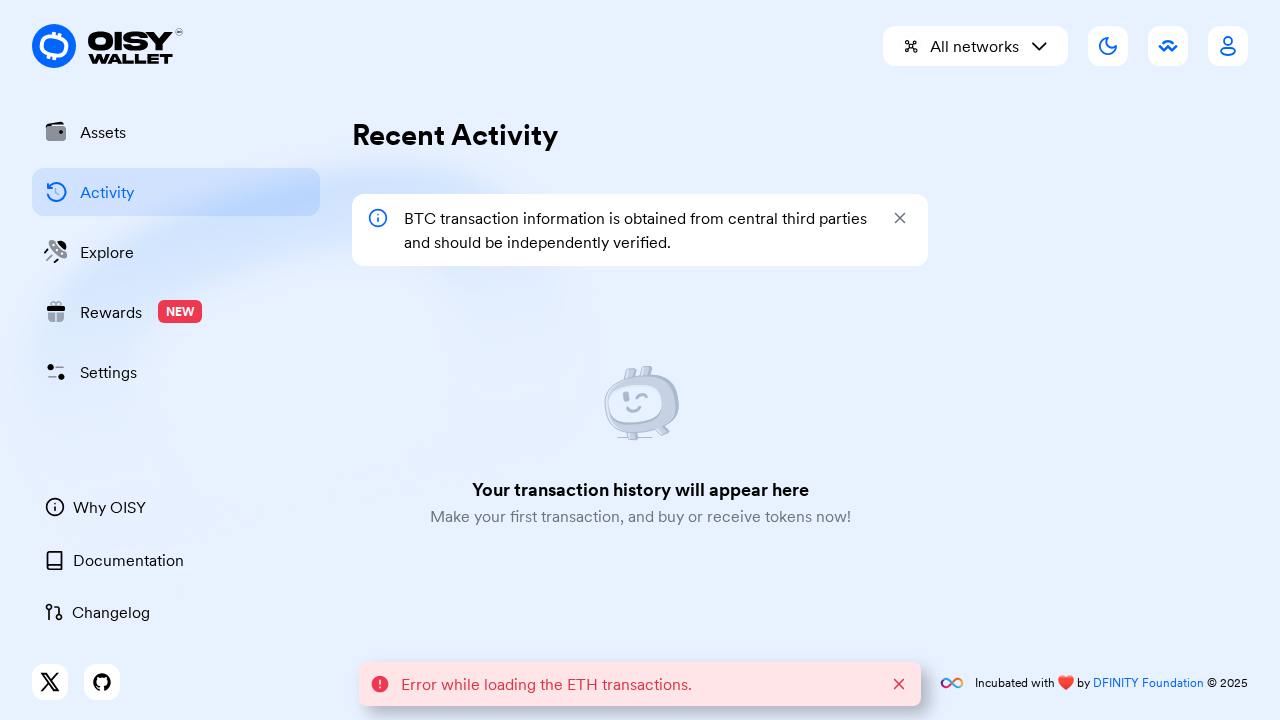 OISY
WALLET
All networks
Assets
Activity
Explore
Rewards
NEW
Settings
Why OISY
Documentation
Changelog
Recent Activity
BTC transaction information is obtained from central third parties
and should be independently verified.
Your transaction history will appear here
Make your first transaction, and buy or receive tokens now!
Error while loading the ETH transactions.
Incubated with ❤️ by DFINITY Foundation © 2025